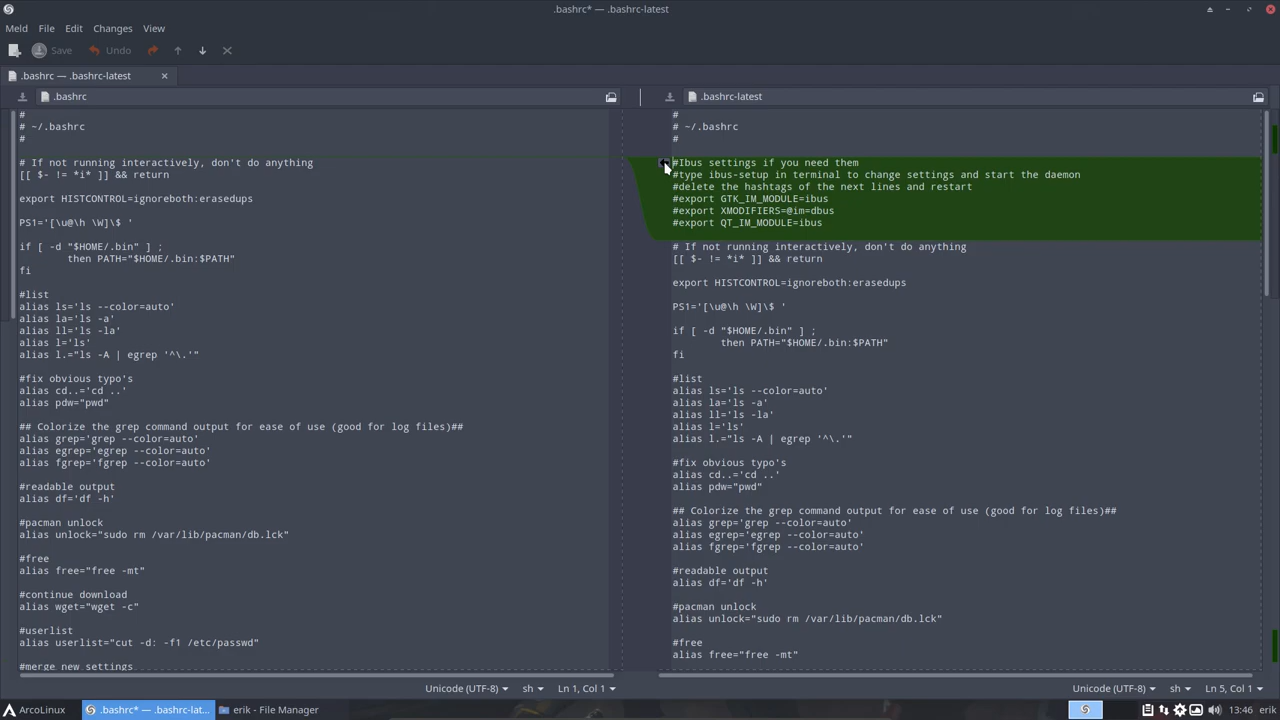 .bashrc* — .bashrc-latest
Meld File Edit Changes View
Save Undo
.bashrc — .bashrc-latest
.bashrc
#
# ~/.bashrc
#
# If not running interactively, don't do anything
[[ $- != *i* ]] && return
export HISTCONTROL=ignoreboth:erasedups
PS1='[\u@\h \W]\$ '
if [ -d "$HOME/.bin" ] ;
then PATH="$HOME/.bin:$PATH"
fi
#list
alias ls='ls --color=auto'
alias la='ls -a'
alias ll='ls -la'
alias l='ls'
alias l.="ls -A | egrep '^\.'"
#fix obvious typo's
alias cd..='cd ..'
alias pdw="pwd"
## Colorize the grep command output for ease of use (good for log files)##
alias grep='grep --color=auto'
alias egrep='egrep --color=auto'
alias fgrep='fgrep --color=auto'
#readable output
alias df='df -h'
#pacman unlock
alias unlock="sudo rm /var/lib/pacman/db.lck"
#free
alias free="free -mt"
#continue download
alias wget="wget -c"
#userlist
alias userlist="cut -d: -f1 /etc/passwd"
#merge new settings
Unicode (UTF-8) sh Ln 1, Col 1
.bashrc-latest
#
# ~/.bashrc
#
#Ibus settings if you need them
#type ibus-setup in terminal to change settings and start the daemon
#delete the hashtags of the next lines and restart
#export GTK_IM_MODULE=ibus
#export XMODIFIERS=@im=dbus
#export QT_IM_MODULE=ibus
# If not running interactively, don't do anything
[[ $- != *i* ]] && return
export HISTCONTROL=ignoreboth:erasedups
PS1='[\u@\h \W]\$ '
if [ -d "$HOME/.bin" ] ;
then PATH="$HOME/.bin:$PATH"
fi
#list
alias ls='ls --color=auto'
alias la='ls -a'
alias ll='ls -la'
alias l='ls'
alias l.="ls -A | egrep '^\.'"
#fix obvious typo's
alias cd..='cd ..'
alias pdw="pwd"
## Colorize the grep command output for ease of use (good for log files)##
alias grep='grep --color=auto'
alias egrep='egrep --color=auto'
alias fgrep='fgrep --color=auto'
#readable output
alias df='df -h'
#pacman unlock
alias unlock="sudo rm /var/lib/pacman/db.lck"
#free
alias free="free -mt"
Unicode (UTF-8) sh Ln 5, Col 1
ArcoLinux .bashrc* — .bashrc-lat... erik - File Manager 13:46 erik